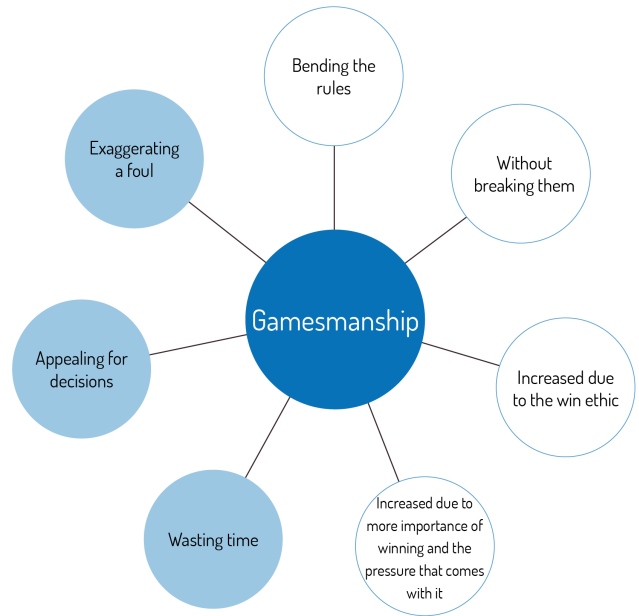 Bending the
rules
Without
breaking them
Increased due
to the win ethic
Increased due to
more importance of
winning and the
pressure that comes
with it
Wasting time
Appealing for
decisions
Exaggerating
a foul
Gamesmanship